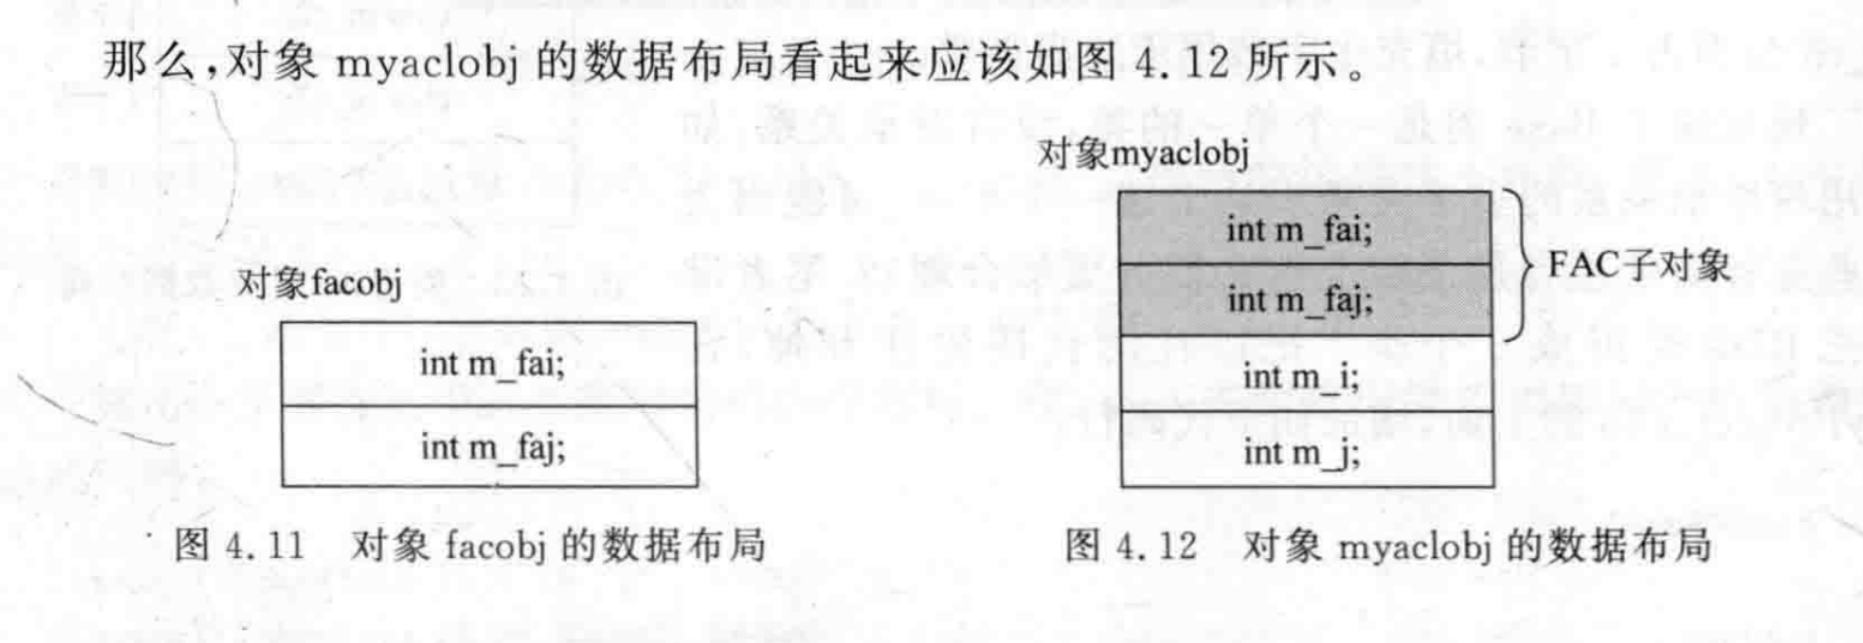 那么,对象 myaclobj 的数据布局看起来应该如图 4.12 所示。
对象facobj
int m_fai;
int m_faj;
图 4.11 对象 facobj 的数据布局
对象myaclobj
int m_fai;
int m_faj;
FAC子对象
int m_i;
int m_j;
图 4.12 对象 myaclobj 的数据布局